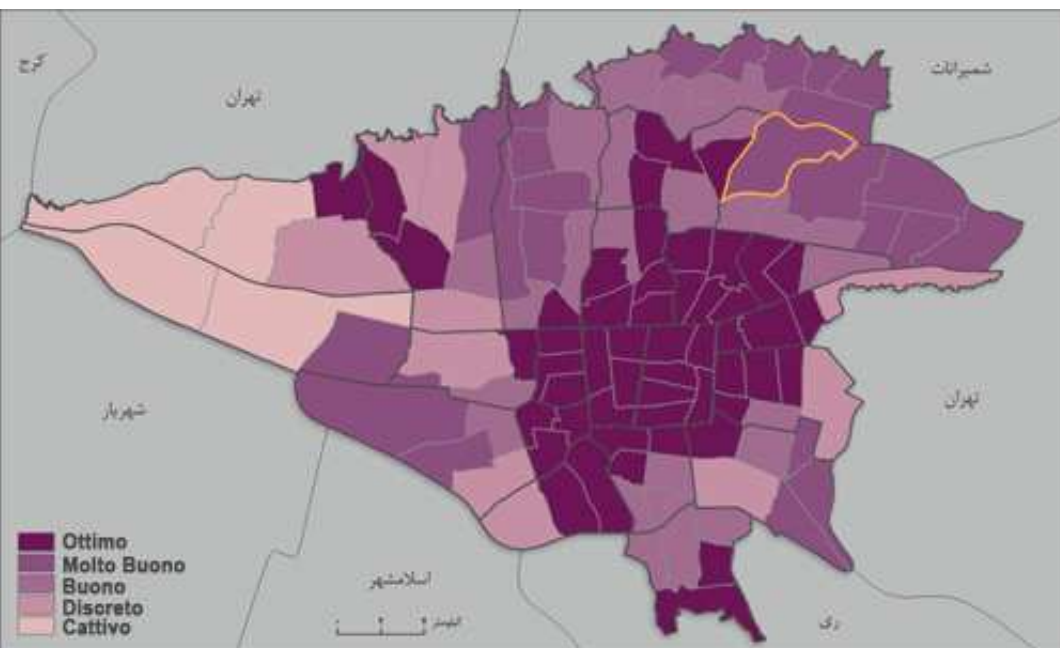 کرج
تهران
شمیرانات
شهریار
تهران
اسلامشهر
ری
Ottimo
Molto Buono
Buono
Discreto
Cattivo